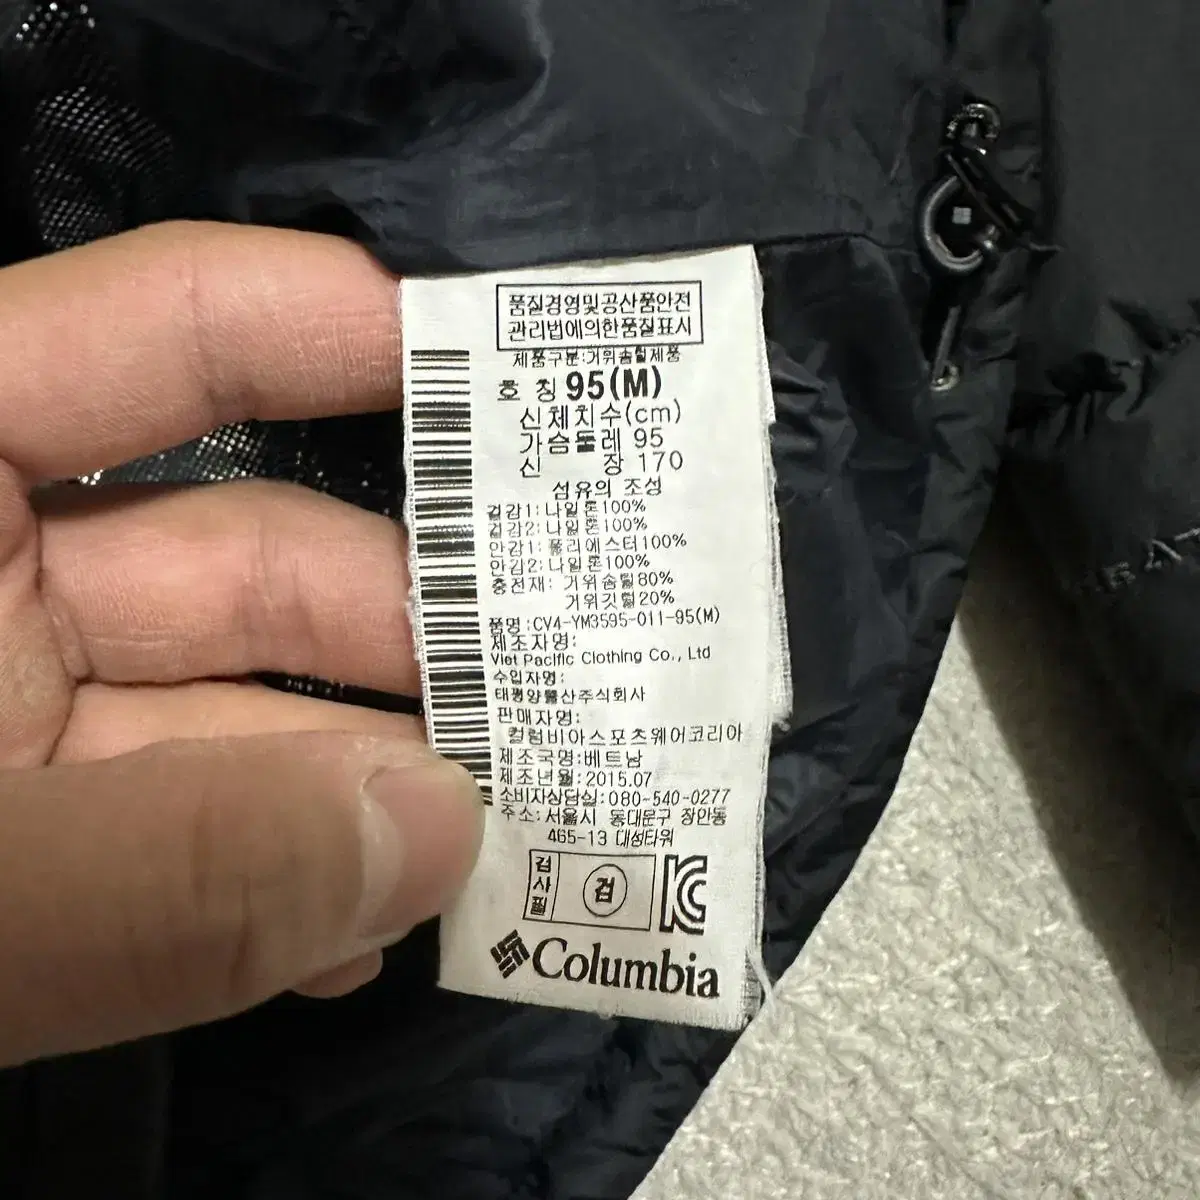 품질경영및공산품안전
관리법에의한품질표시
제품구분:거위솜털제품
호 칭 95(M)
신체치수(cm)
가슴둘레 95
신 장 170
섬유의 조성
겉감1: 나일론100%
겉감2: 나일론100%
안감1: 폴리에스터100%
안감2: 나일론100%
충전재: 거위솜털80%
거위깃털20%
품명:CV4-YM3595-011-95(M)
제조자명:
Viet Pacific Clothing Co., Ltd
수입자명:
태평양물산주식회사
판매자명:
컬럼비아스포츠웨어코리아
제조국명:베트남
제조년월:2015.07
소비자상담실:080-540-0277
주소:서울시 동대문구 장안동
465-13 대성타워
검사필 검 KC
Columbia